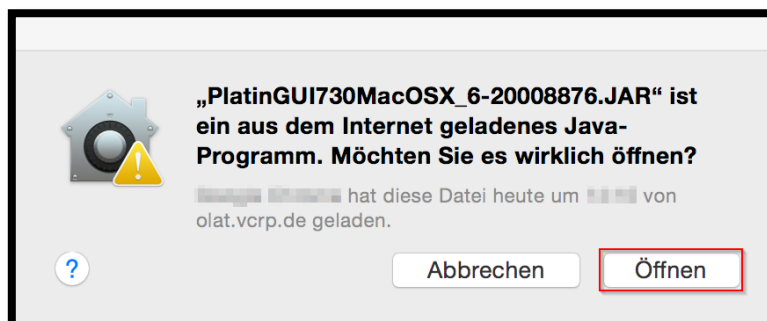 „PlatinGUI730MacOSX_6-20008876.JAR“ ist
ein aus dem Internet geladenes Java-
Programm. Möchten Sie es wirklich öffnen?
hat diese Datei heute um von
olat.vcrp.de geladen.
?
Abbrechen
Öffnen